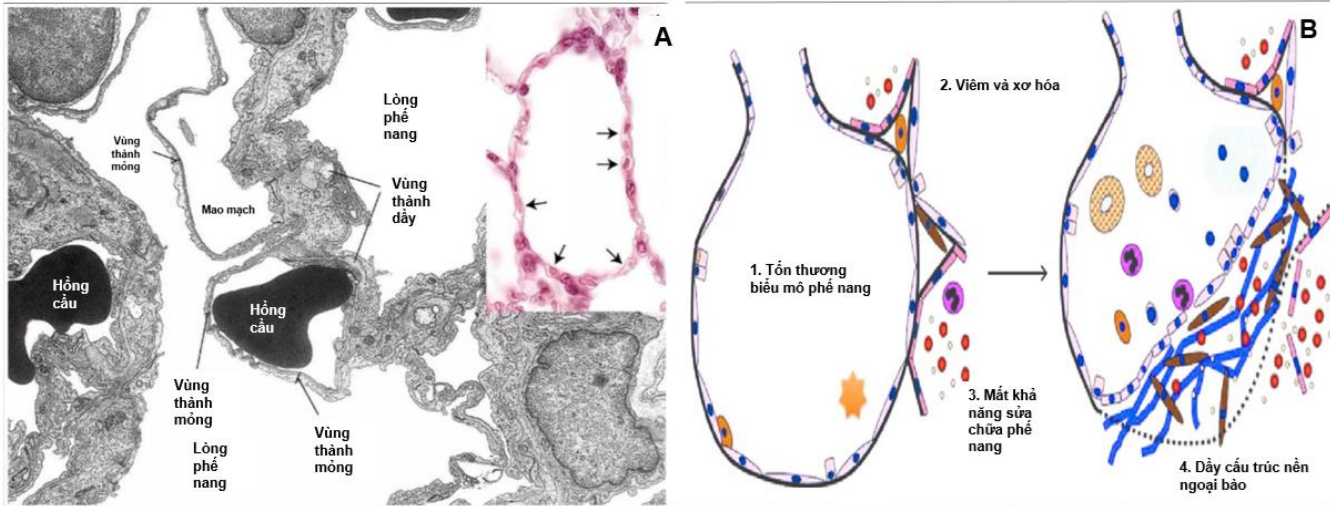 A
Lòng
phế
nang
Vùng
thành
mỏng
Mao mạch
Vùng
thành
dầy
Hồng
cầu
Hồng
cầu
Vùng
thành
mỏng
Lòng
phế
nang
Vùng
thành
mỏng
B
2. Viêm và xơ hóa
1. Tổn thương
biểu mô phế nang
3. Mất khả
năng sửa
chữa phế
nang
4. Dầy cấu trúc nền
ngoại bào